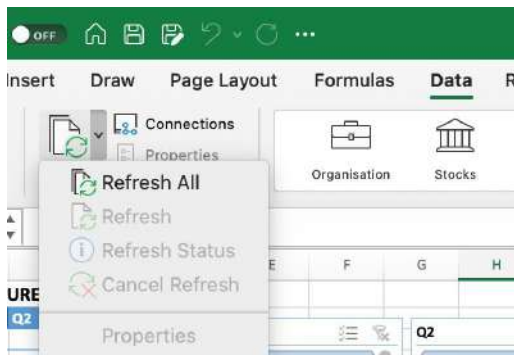 OFF
Insert Draw Page Layout Formulas Data R
Connections
Properties
Organisation Stocks
Refresh All
Refresh
Refresh Status
Cancel Refresh
Properties
E F G H
URE
Q2
Q2